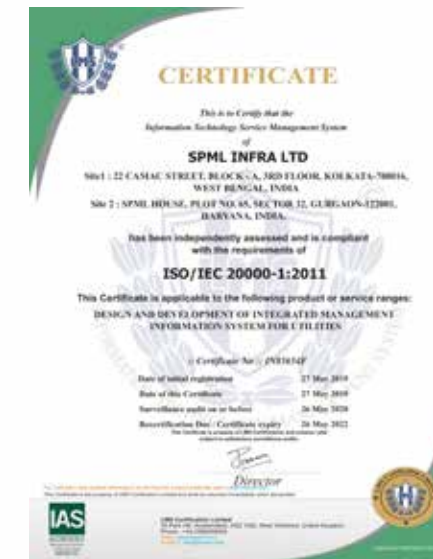 CERTIFICATE
This is to Certify that the
Information Technology Service Management System
of
SPML INFRA LTD
Site1 : 22 CAMAC STREET, BLOCK - A, 3RD FLOOR, KOLKATA-700016,
WEST BENGAL, INDIA
Site 2 : SPML HOUSE, PLOT NO. 65, SECTOR 32, GURGAON-122001,
HARYANA, INDIA.
has been independently assessed and is compliant
with the requirements of
ISO/IEC 20000-1:2011
This Certificate is applicable to the following product or service ranges:
DESIGN AND DEVELOPMENT OF INTEGRATED MANAGEMENT
INFORMATION SYSTEM FOR UTILITIES
:: Certificate No ::
Date of initial registration 27 May 2019
Date of this Certificate 27 May 2019
Surveillance audit on or before 26 May 2020
Recertification Due / Certificate expiry 26 May 2022
Director
IAS